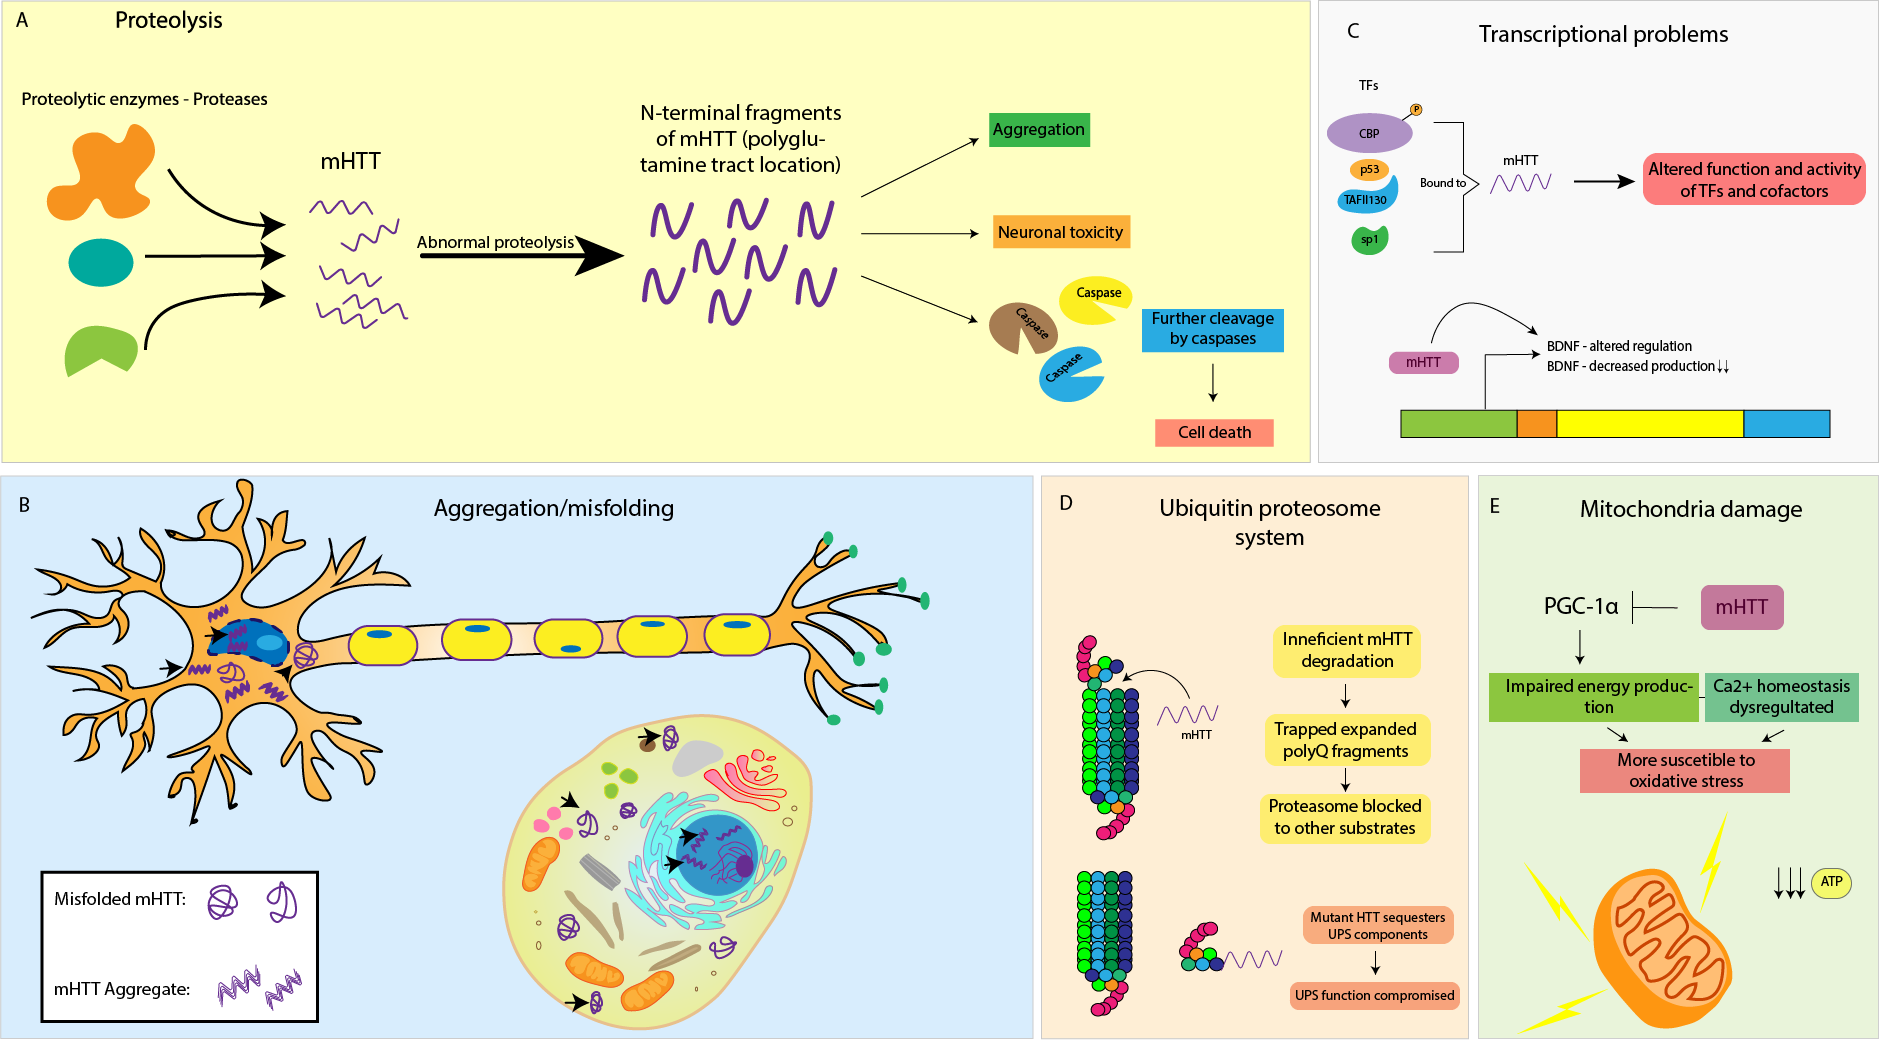 A
Proteolysis
Proteolytic enzymes - Proteases
mHTT
Abnormal proteolysis
N-terminal fragments
of mHTT (polyglu-
tamine tract location)
Aggregation
Neuronal toxicity
Caspase
Caspase
Caspase
Further cleavage
by caspases
Cell death
C
Transcriptional problems
TFs
P
CBP
p53
TAFII130
sp1
Bound to
mHTT
Altered function and activity
of TFs and cofactors
mHTT
BDNF - altered regulation
BDNF - decreased production↓↓
B
Aggregation/misfolding
Misfolded mHTT:
mHTT Aggregate:
D
Ubiquitin proteosome
system
mHTT
Inneficient mHTT
degradation
Trapped expanded
polyQ fragments
Proteasome blocked
to other substrates
Mutant HTT sequesters
UPS components
UPS function compromised
E
Mitochondria damage
PGC-1α
mHTT
Impaired energy produc-
tion
Ca2+ homeostasis
dysregultated
More suscetible to
oxidative stress
↓↓↓ ATP